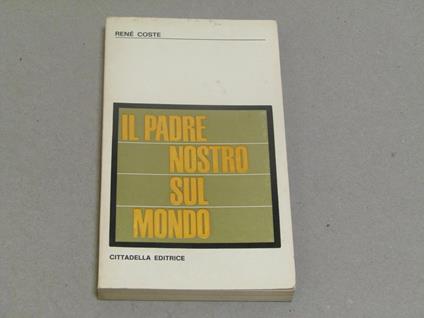 RENÉ COSTE
IL PADRE
NOSTRO
SUL
MONDO
CITTADELLA EDITRICE